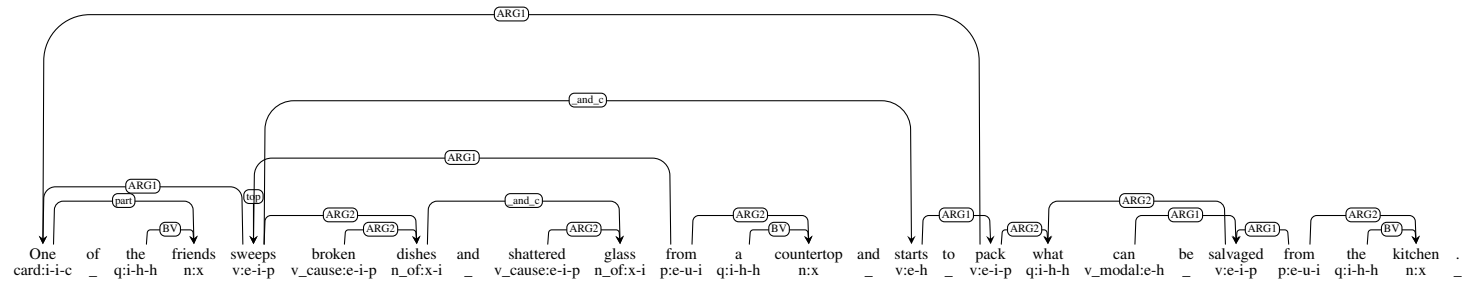 ARG1
_and_c
ARG1
ARG1 top
part ARG2 _and_c ARG2 ARG2
BV ARG2 ARG2 BV ARG1 ARG2 ARG1 ARG1 BV
One of the friends sweeps broken dishes and shattered glass from a countertop and starts to pack what can be salvaged from the kitchen .
card:i-i-c _ q:i-h-h n:x v:e-i-p v_cause:e-i-p n_of:x-i _ v_cause:e-i-p n_of:x-i p:e-u-i q:i-h-h n:x _ v:e-h _ v:e-i-p q:i-h-h v_modal:e-h _ v:e-i-p p:e-u-i q:i-h-h n:x _